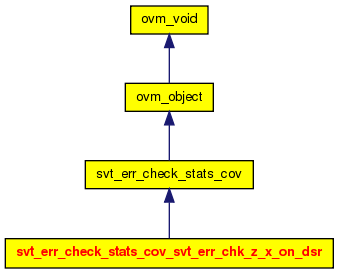 ovm_void
ovm_object
svt_err_check_stats_cov
svt_err_check_stats_cov_svt_err_chk_z_x_on_dsr